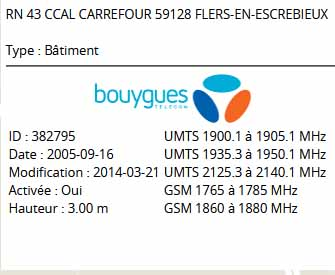 RN 43 CCAL CARREFOUR 59128 FLERS-EN-ESCREBIEUX
Type : Bâtiment
bouygues
TELECOM
ID : 382795 UMTS 1900.1 à 1905.1 MHz
Date : 2005-09-16 UMTS 1935.3 à 1950.1 MHz
Modification : 2014-03-21 UMTS 2125.3 à 2140.1 MHz
Activée : Oui GSM 1765 à 1785 MHz
Hauteur : 3.00 m GSM 1860 à 1880 MHz